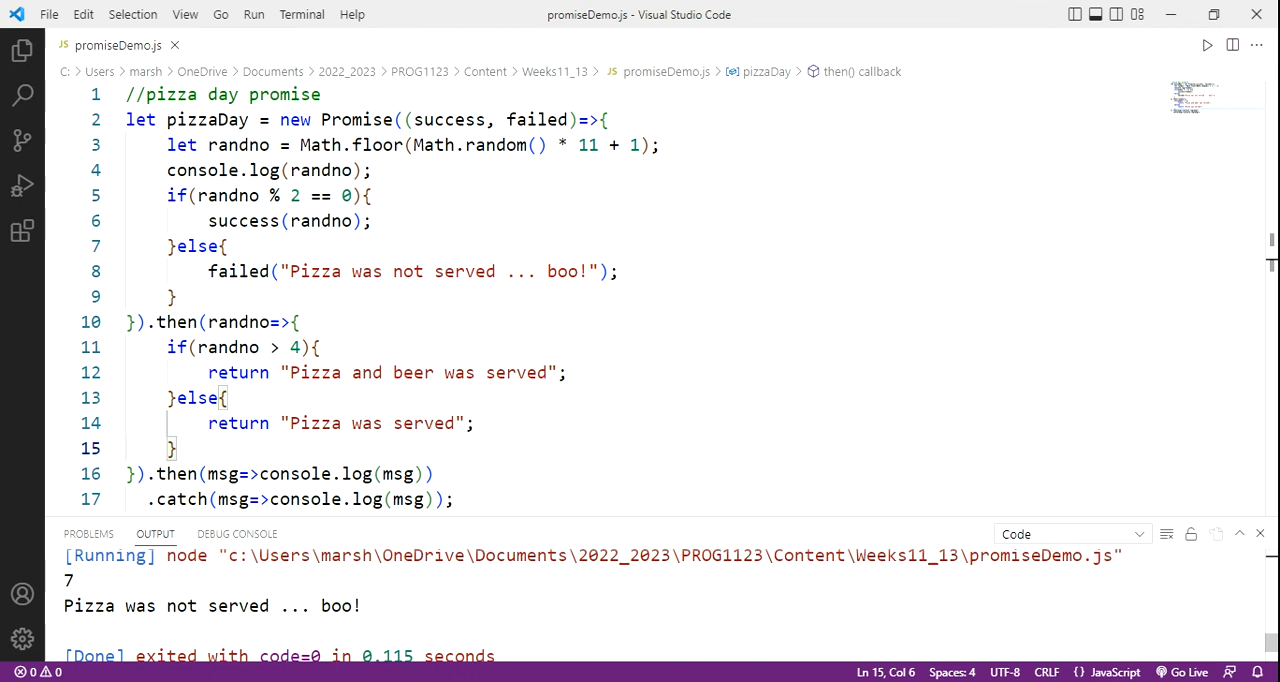 File Edit Selection View Go Run Terminal Help promiseDemo.js - Visual Studio Code
JS promiseDemo.js
C: > Users > marsh > OneDrive > Documents > 2022_2023 > PROG1123 > Content > Weeks11_13 > JS promiseDemo.js > pizzaDay > then() callback
1 //pizza day promise
2 let pizzaDay = new Promise((success, failed)=>{
3 let randno = Math.floor(Math.random() * 11 + 1);
4 console.log(randno);
5 if(randno % 2 == 0){
6 success(randno);
7 }else{
8 failed("Pizza was not served ... boo!");
9 }
10 }).then(randno=>{
11 if(randno > 4){
12 return "Pizza and beer was served";
13 }else{
14 return "Pizza was served";
15 }
16 }).then(msg=>console.log(msg))
17 .catch(msg=>console.log(msg));
PROBLEMS OUTPUT DEBUG CONSOLE Code
[Running] node "c:\Users\marsh\OneDrive\Documents\2022_2023\PROG1123\Content\Weeks11_13\promiseDemo.js"
7
Pizza was not served ... boo!
[Done] exited with code=0 in 0.115 seconds
0 0 Ln 15, Col 6 Spaces: 4 UTF-8 CRLF {} JavaScript Go Live